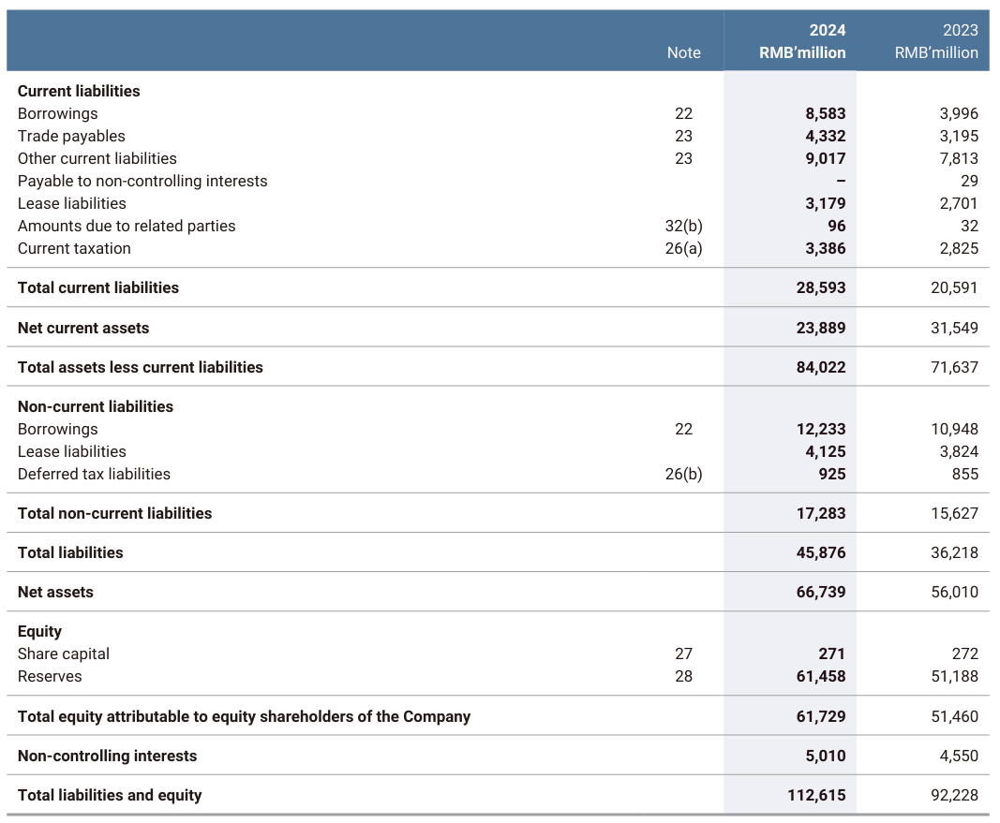 2024 2023
Note RMB’million RMB’million
Current liabilities
Borrowings 22 8,583 3,996
Trade payables 23 4,332 3,195
Other current liabilities 23 9,017 7,813
Payable to non-controlling interests – 29
Lease liabilities 3,179 2,701
Amounts due to related parties 32(b) 96 32
Current taxation 26(a) 3,386 2,825
Total current liabilities 28,593 20,591
Net current assets 23,889 31,549
Total assets less current liabilities 84,022 71,637
Non-current liabilities
Borrowings 22 12,233 10,948
Lease liabilities 4,125 3,824
Deferred tax liabilities 26(b) 925 855
Total non-current liabilities 17,283 15,627
Total liabilities 45,876 36,218
Net assets 66,739 56,010
Equity
Share capital 27 271 272
Reserves 28 61,458 51,188
Total equity attributable to equity shareholders of the Company 61,729 51,460
Non-controlling interests 5,010 4,550
Total liabilities and equity 112,615 92,228